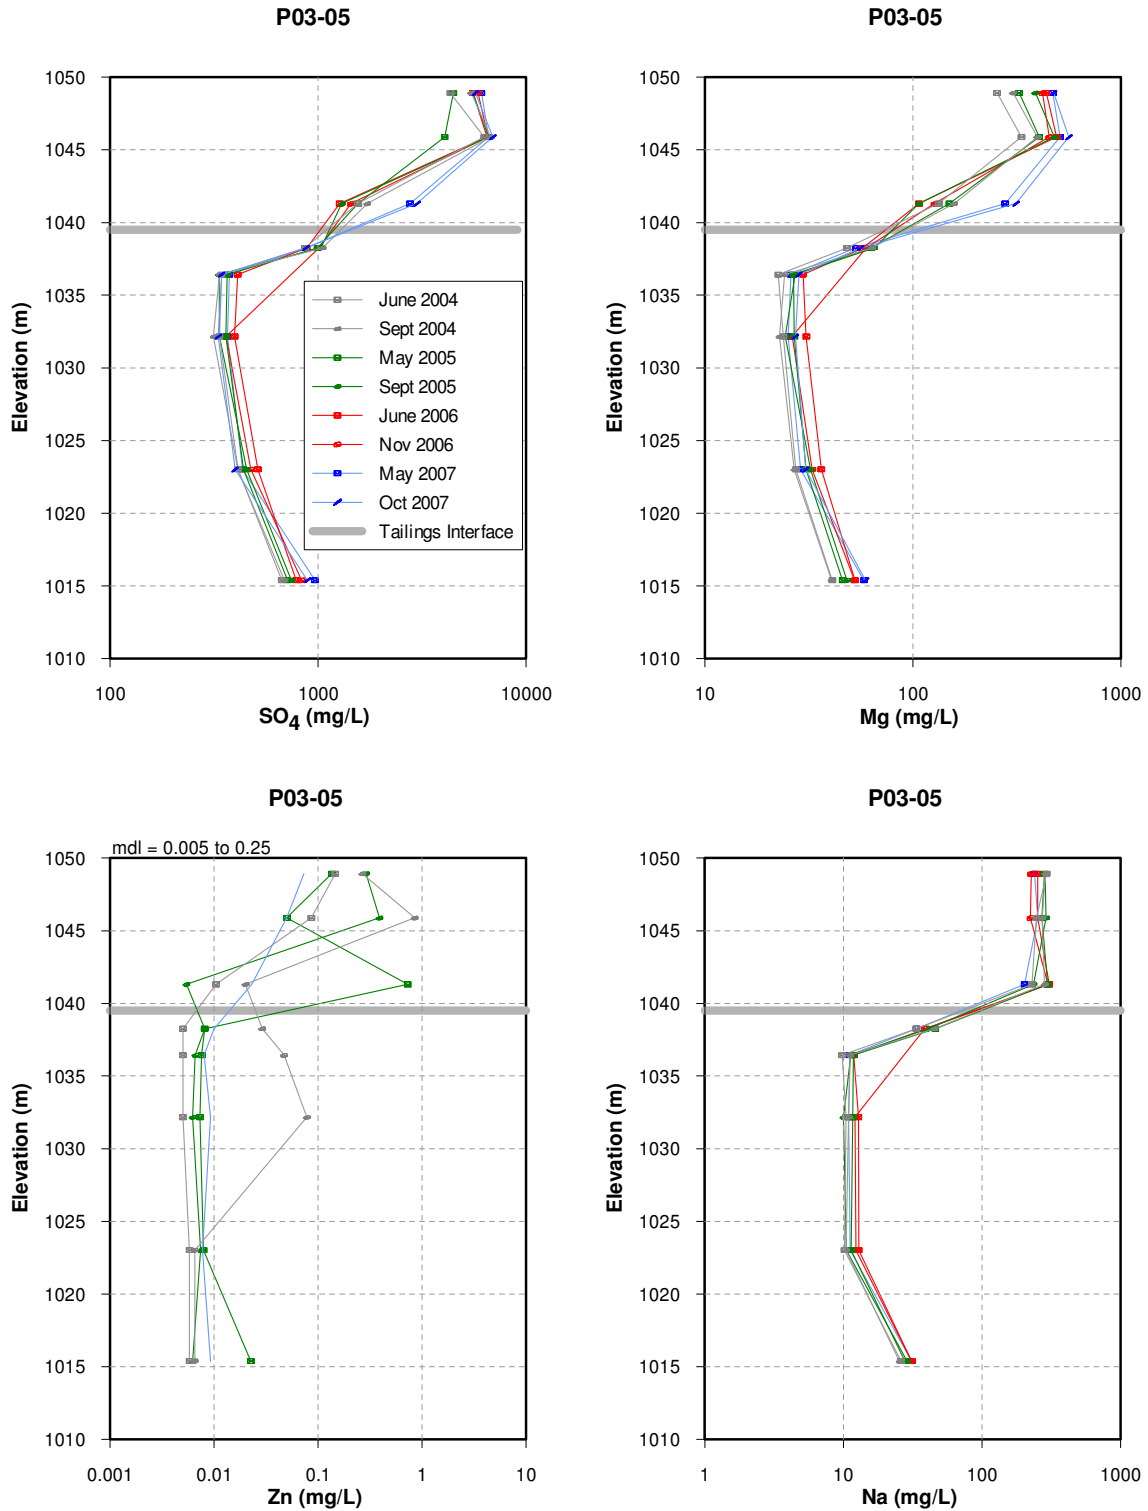 P03-05
1050
1045
1040
1035
1030
1025
1020
1015
1010
Elevation (m)
100
1000
10000
SO4 (mg/L)
June 2004
Sept 2004
May 2005
Sept 2005
June 2006
Nov 2006
May 2007
Oct 2007
Tailings Interface
P03-05
1050
1045
1040
1035
1030
1025
1020
1015
1010
Elevation (m)
10
100
1000
Mg (mg/L)
P03-05
mdl = 0.005 to 0.25
1050
1045
1040
1035
1030
1025
1020
1015
1010
Elevation (m)
0.001
0.01
0.1
1
10
Zn (mg/L)
P03-05
1050
1045
1040
1035
1030
1025
1020
1015
1010
Elevation (m)
1
10
100
1000
Na (mg/L)